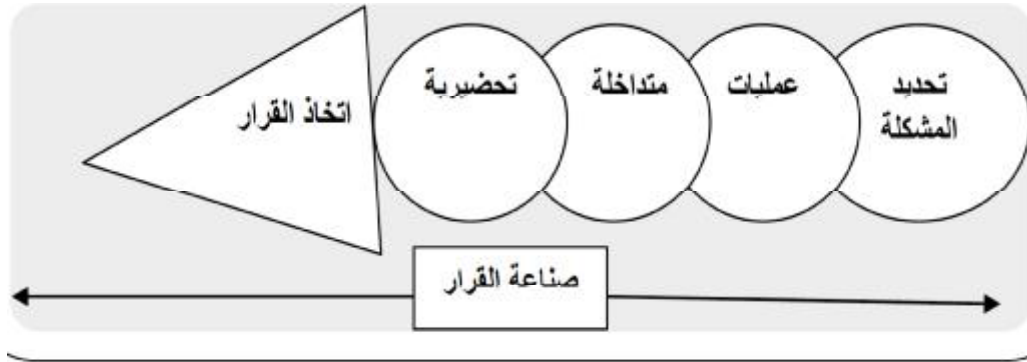 تحديد
المشكلة
عمليات
متداخلة
تحضيرية
اتخاذ القرار
صناعة القرار